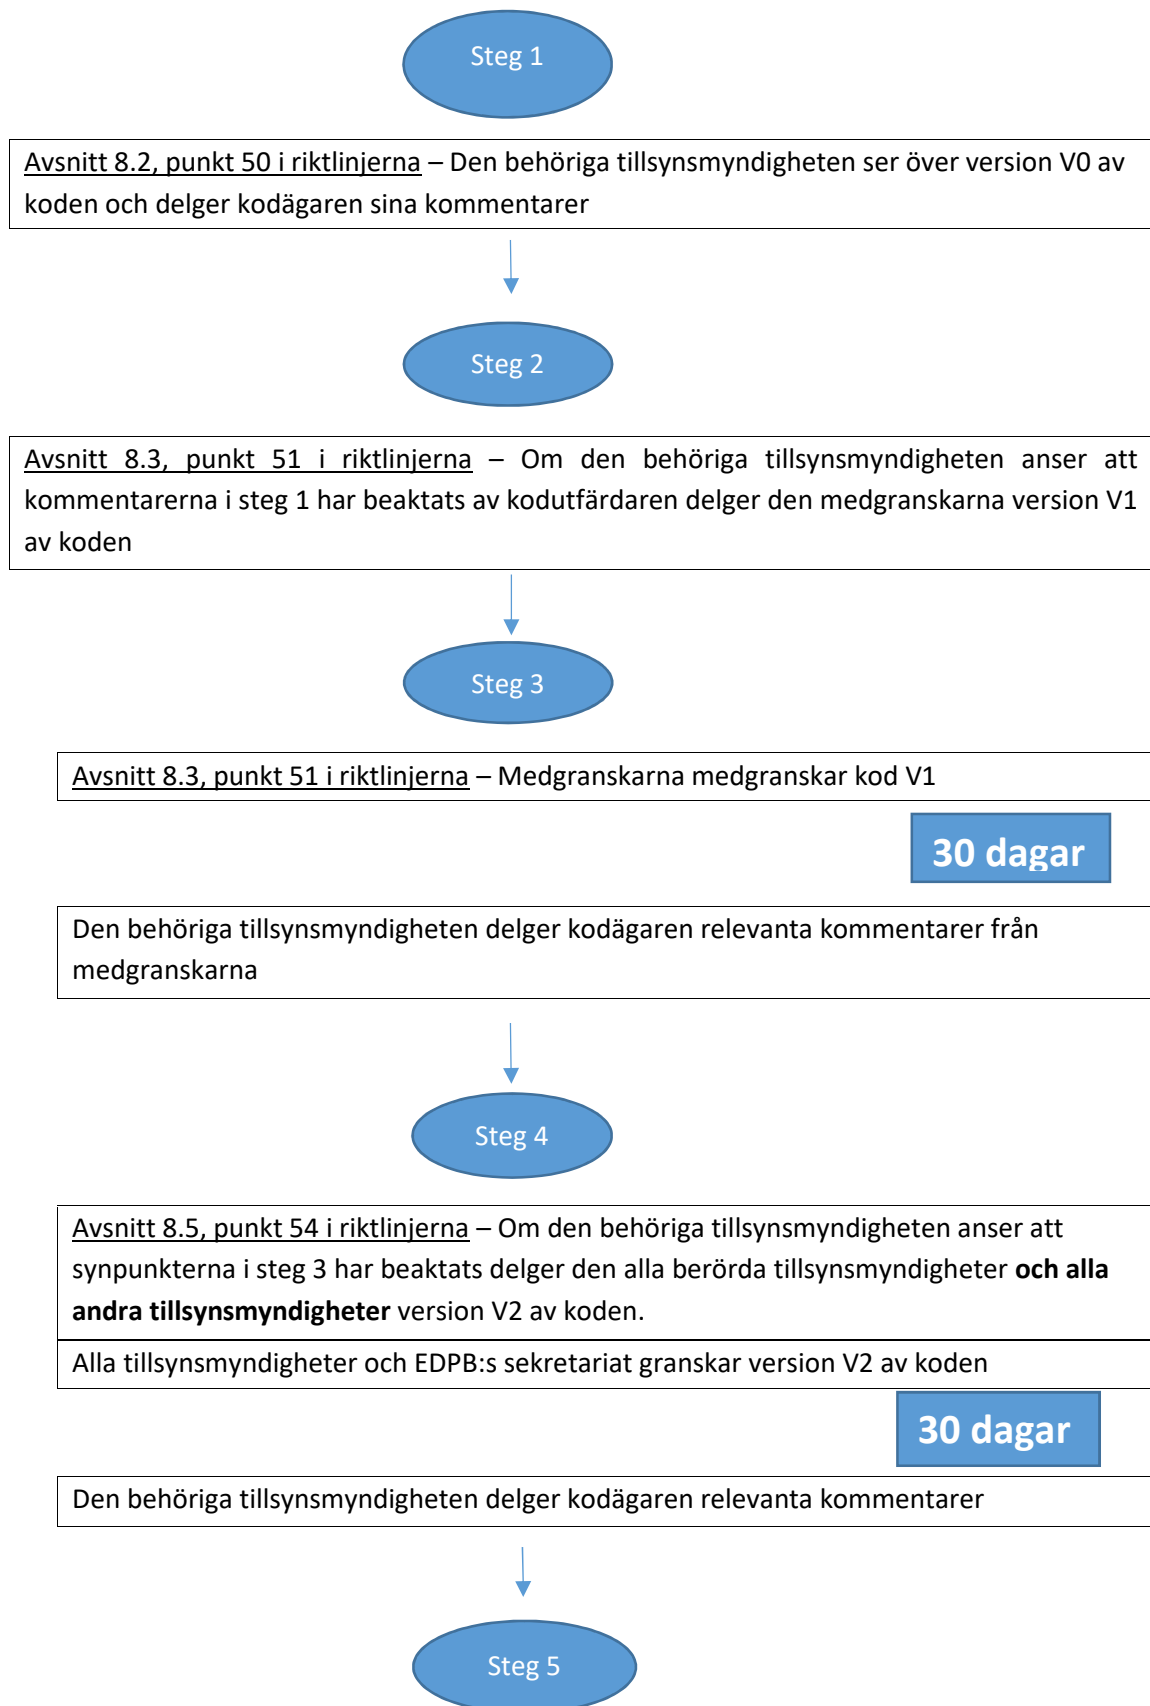 Steg 1
Avsnitt 8.2, punkt 50 i riktlinjerna – Den behöriga tillsynsmyndigheten ser över version V0 av
koden och delger kodägaren sina kommentarer
Steg 2
Avsnitt 8.3, punkt 51 i riktlinjerna – Om den behöriga tillsynsmyndigheten anser att
kommentarerna i steg 1 har beaktats av kodutfärdaren delger den medgranskarna version V1
av koden
Steg 3
Avsnitt 8.3, punkt 51 i riktlinjerna – Medgranskarna medgranskar kod V1
30 dagar
Den behöriga tillsynsmyndigheten delger kodägaren relevanta kommentarer från
medgranskarna
Steg 4
Avsnitt 8.5, punkt 54 i riktlinjerna – Om den behöriga tillsynsmyndigheten anser att
synpunkterna i steg 3 har beaktats delger den alla berörda tillsynsmyndigheter och alla
andra tillsynsmyndigheter version V2 av koden.
Alla tillsynsmyndigheter och EDPB:s sekretariat granskar version V2 av koden
30 dagar
Den behöriga tillsynsmyndigheten delger kodägaren relevanta kommentarer
Steg 5